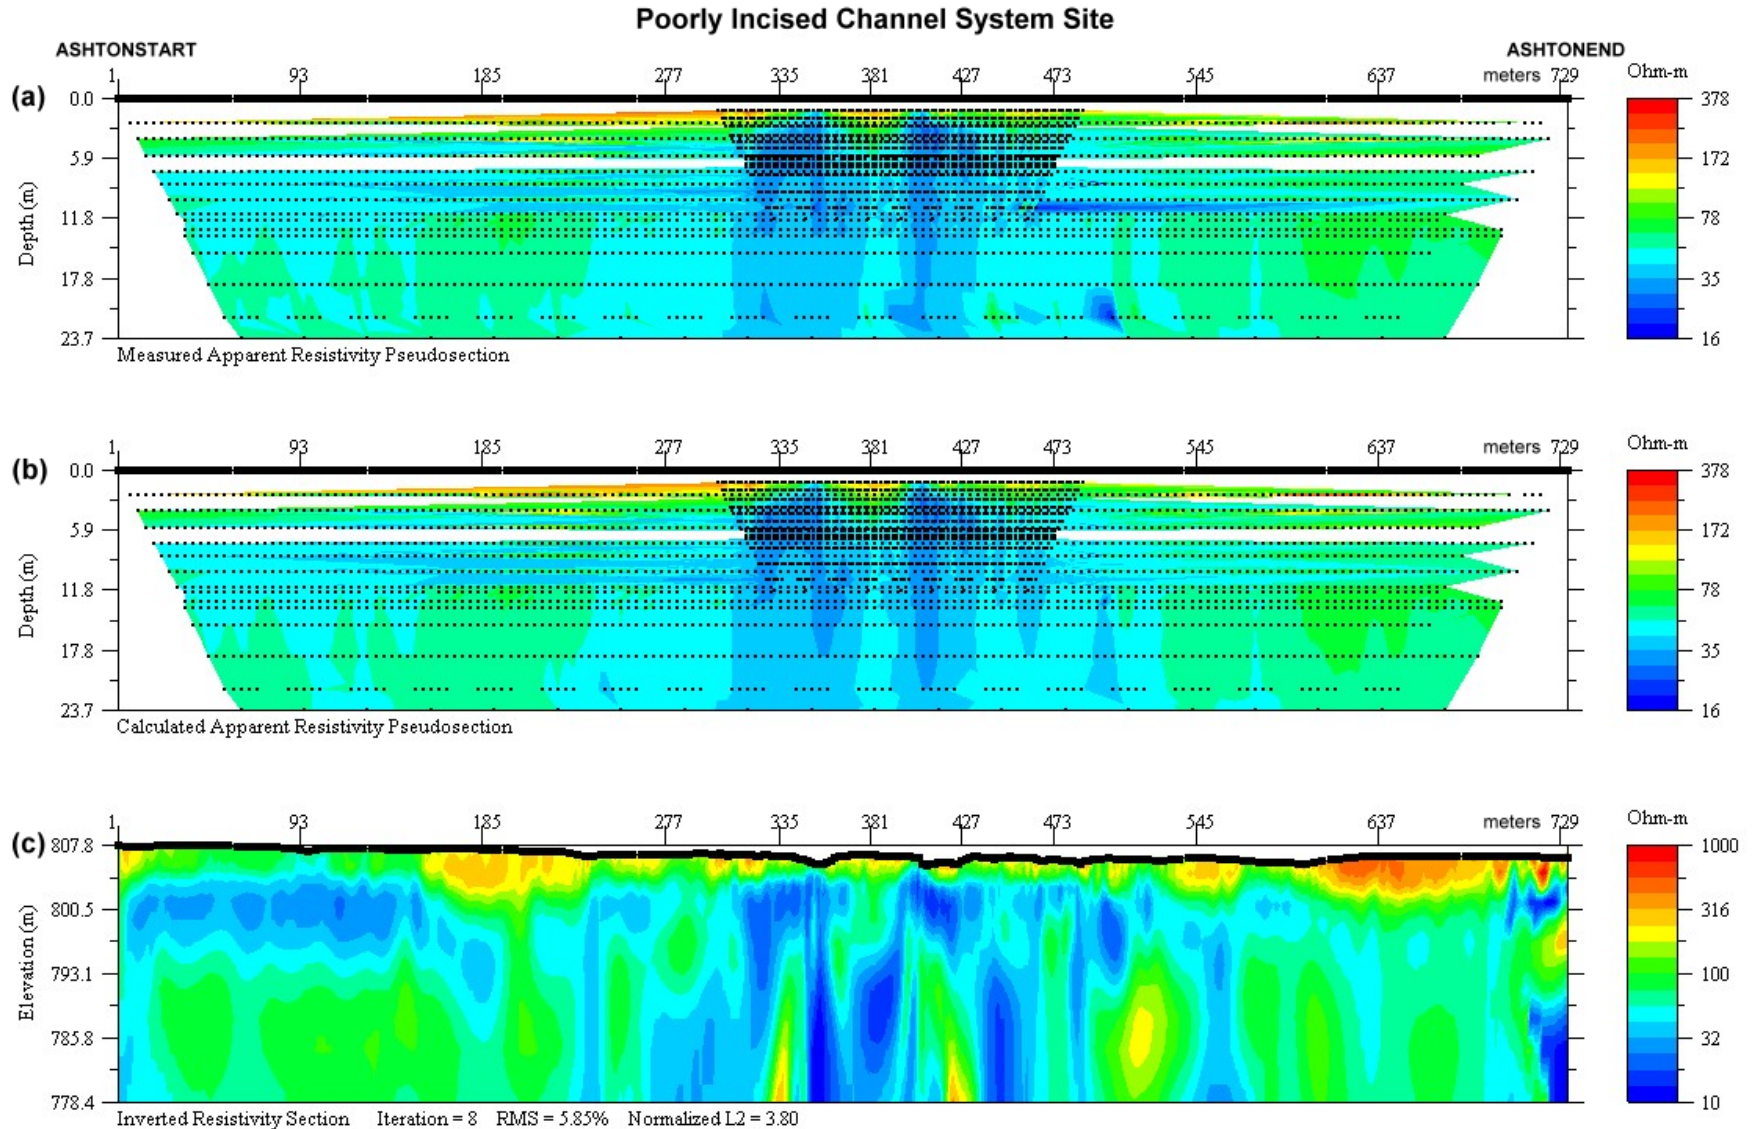 Poorly Incised Channel System Site
ASHTONSTART ASHTONEND
1 93 185 277 335 381 427 473 545 637 meters 729 Ohm-m
(a)
0.0 378
5.9 172
11.8 78
17.8 35
23.7 16
Depth (m)
Measured Apparent Resistivity Pseudosection
1 93 185 277 335 381 427 473 545 637 meters 729 Ohm-m
(b)
0.0 378
5.9 172
11.8 78
17.8 35
23.7 16
Depth (m)
Calculated Apparent Resistivity Pseudosection
1 93 185 277 335 381 427 473 545 637 meters 729 Ohm-m
(c)
807.8 1000
800.5 316
793.1 100
785.8 32
778.4 10
Elevation (m)
Inverted Resistivity Section Iteration = 8 RMS = 5.85% Normalized L2 = 3.80